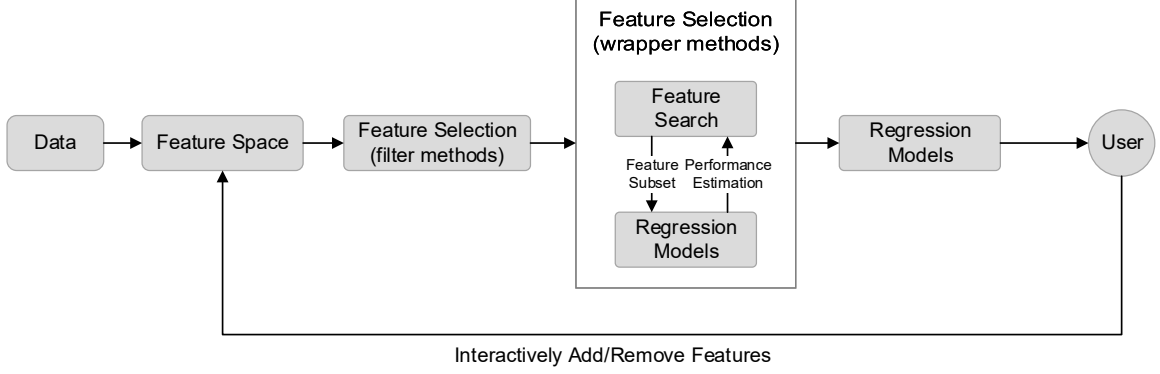 Feature Selection
(wrapper methods)
Data
Feature Space
Feature Selection
(filter methods)
Feature
Search
Feature
Subset
Performance
Estimation
Regression
Models
Regression
Models
User
Interactively Add/Remove Features